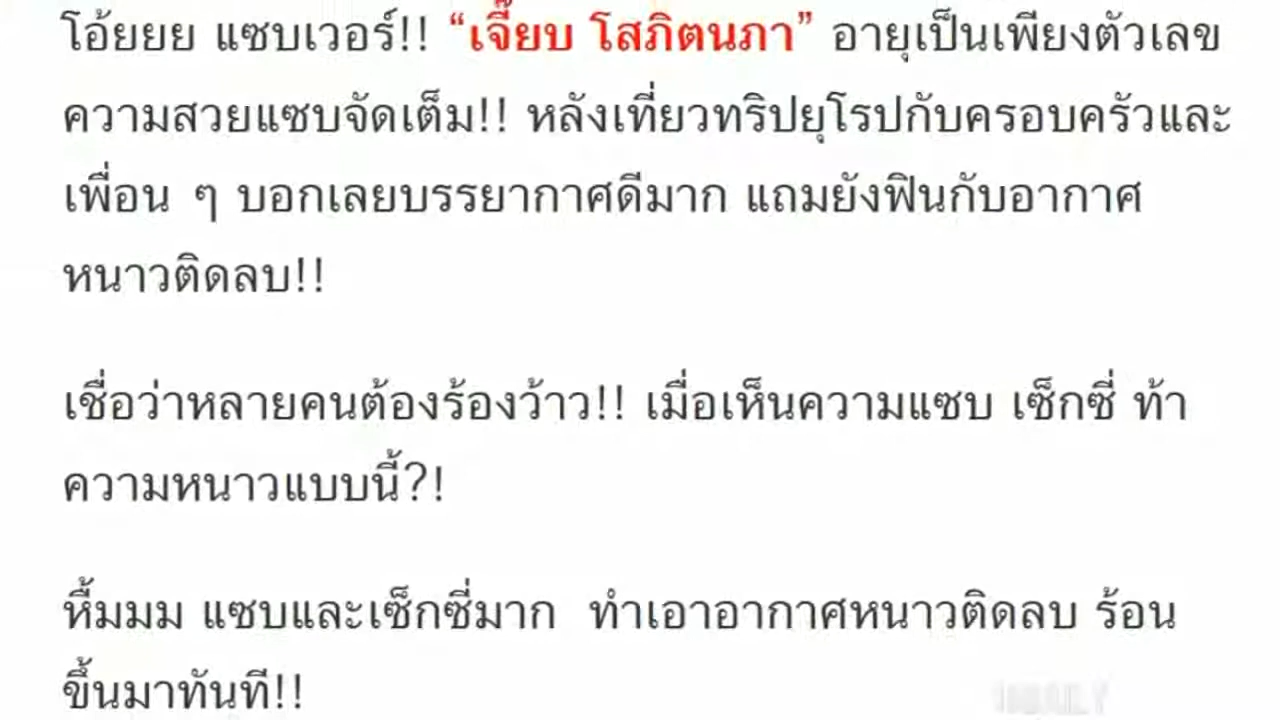 โอ้ยยย แซบเวอร์!! “เจี๊ยบ โสภิตนภา” อายุเป็นเพียงตัวเลข
ความสวยแซบจัดเต็ม!! หลังเที่ยวทริปยุโรปกับครอบครัวและ
เพื่อน ๆ บอกเลยบรรยากาศดีมาก แถมยังฟินกับอากาศ
หนาวติดลบ!!
เชื่อว่าหลายคนต้องร้องว้าว!! เมื่อเห็นความแซบ เซ็กซี่ ท้า
ความหนาวแบบนี้?!
หื้มมม แซบและเซ็กซี่มาก ทำเอาอากาศหนาวติดลบ ร้อน
ขึ้นมาทันที!!